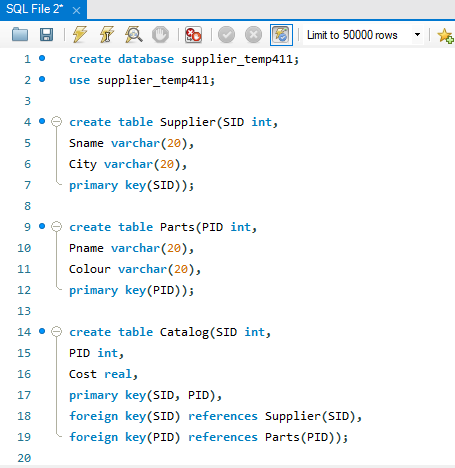 SQL File 2*
Limit to 50000 rows
1 create database supplier_temp411;
2 use supplier_temp411;
3
4 create table Supplier(SID int,
5 Sname varchar(20),
6 City varchar(20),
7 primary key(SID));
8
9 create table Parts(PID int,
10 Pname varchar(20),
11 Colour varchar(20),
12 primary key(PID));
13
14 create table Catalog(SID int,
15 PID int,
16 Cost real,
17 primary key(SID, PID),
18 foreign key(SID) references Supplier(SID),
19 foreign key(PID) references Parts(PID));
20